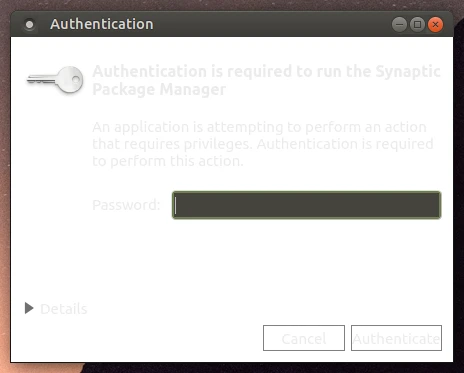 Authentication
Authentication is required to run the Synaptic
Package Manager
An application is attempting to perform an action
that requires privileges. Authentication is required
to perform this action.
Password:
Details
Cancel
Authenticate